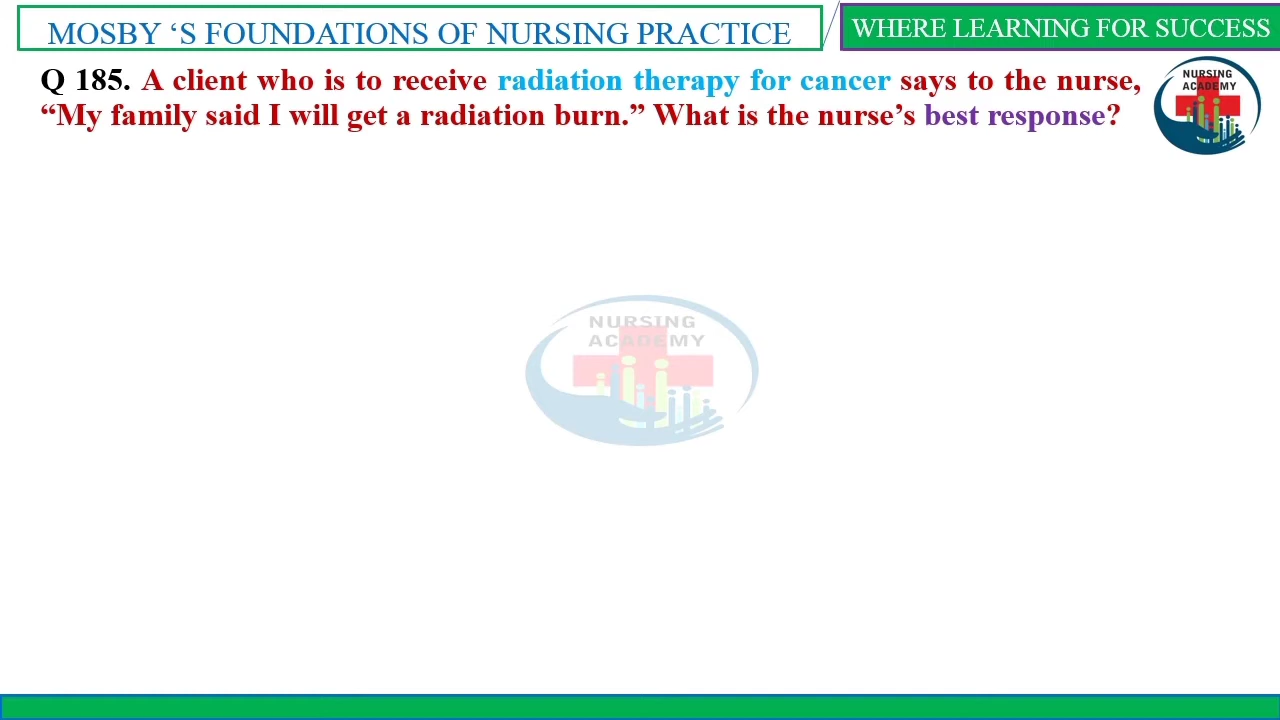 MOSBY ‘S FOUNDATIONS OF NURSING PRACTICE
WHERE LEARNING FOR SUCCESS
Q 185. A client who is to receive radiation therapy for cancer says to the nurse,
“My family said I will get a radiation burn.” What is the nurse’s best response?
NURSING
ACADEMY
NURSING
ACADEMY